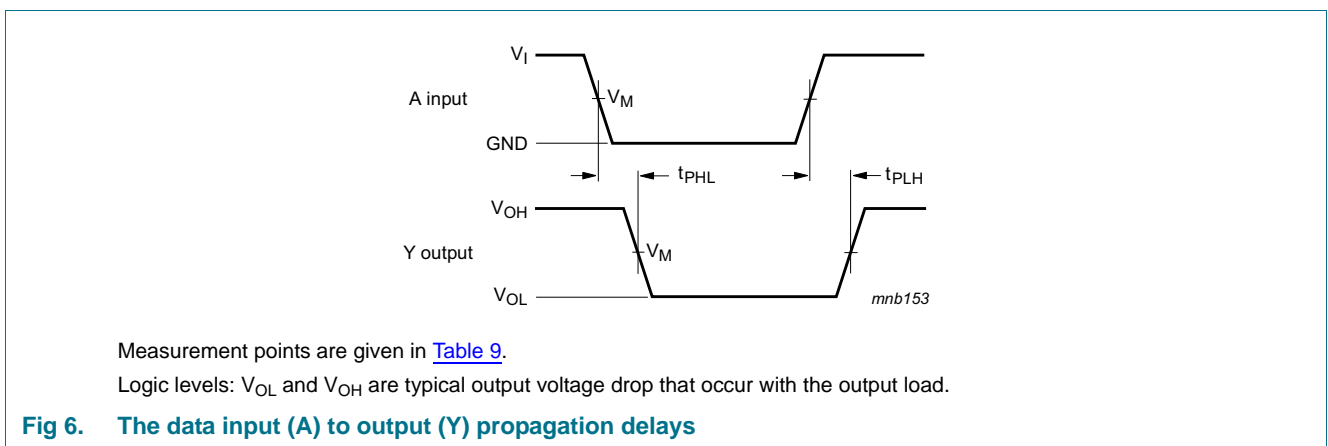 V_I
A input
V_M
GND
t_PHL
t_PLH
V_OH
Y output
V_M
V_OL
mnb153
Measurement points are given in Table 9.
Logic levels: V_OL and V_OH are typical output voltage drop that occur with the output load.
Fig 6. The data input (A) to output (Y) propagation delays